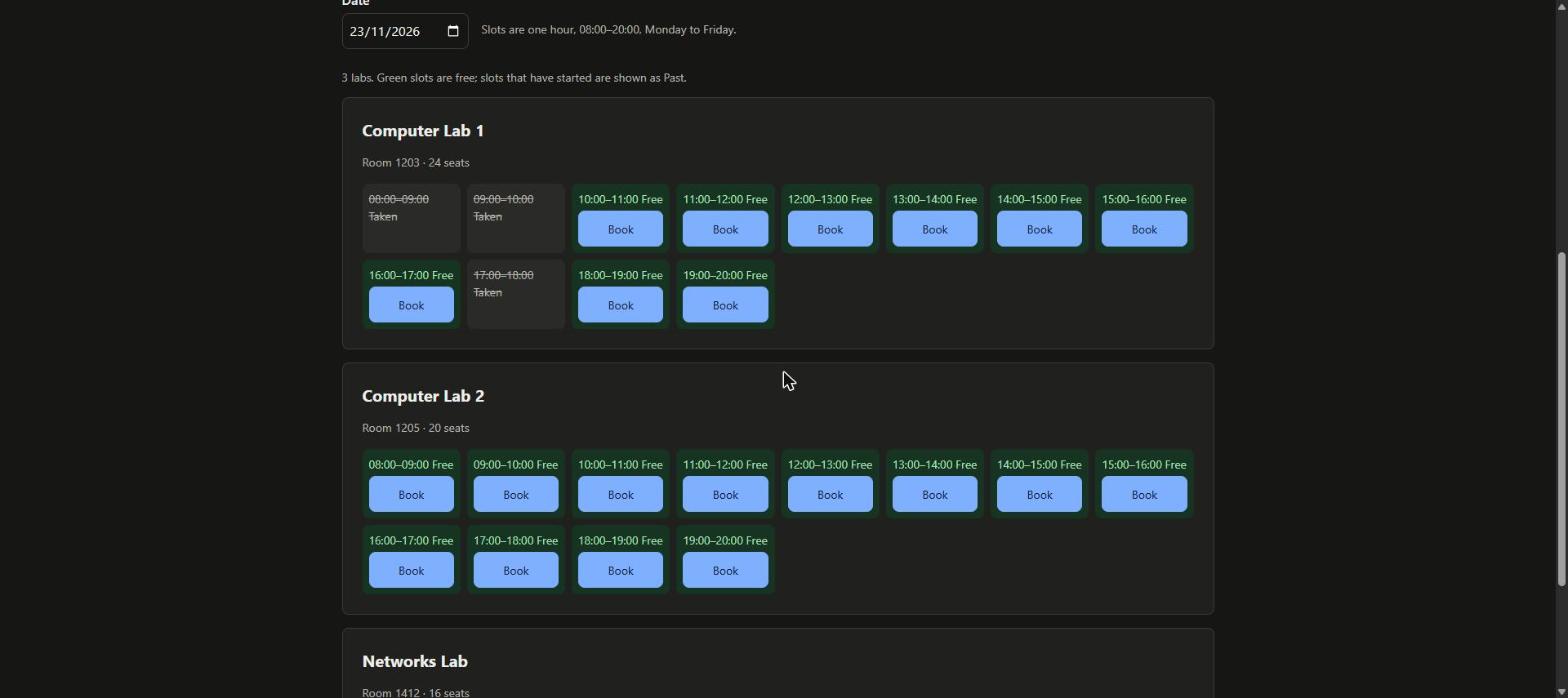 Date
23/11/2026
Slots are one hour, 08:00–20:00, Monday to Friday.
3 labs. Green slots are free; slots that have started are shown as Past.
Computer Lab 1
Room 1203 · 24 seats
08:00–09:00 Taken
09:00–10:00 Taken
10:00–11:00 Free
Book
11:00–12:00 Free
Book
12:00–13:00 Free
Book
13:00–14:00 Free
Book
14:00–15:00 Free
Book
15:00–16:00 Free
Book
16:00–17:00 Free
Book
17:00–18:00 Taken
18:00–19:00 Free
Book
19:00–20:00 Free
Book
Computer Lab 2
Room 1205 · 20 seats
08:00–09:00 Free
Book
09:00–10:00 Free
Book
10:00–11:00 Free
Book
11:00–12:00 Free
Book
12:00–13:00 Free
Book
13:00–14:00 Free
Book
14:00–15:00 Free
Book
15:00–16:00 Free
Book
16:00–17:00 Free
Book
17:00–18:00 Free
Book
18:00–19:00 Free
Book
19:00–20:00 Free
Book
Networks Lab
Room 1412 · 16 seats